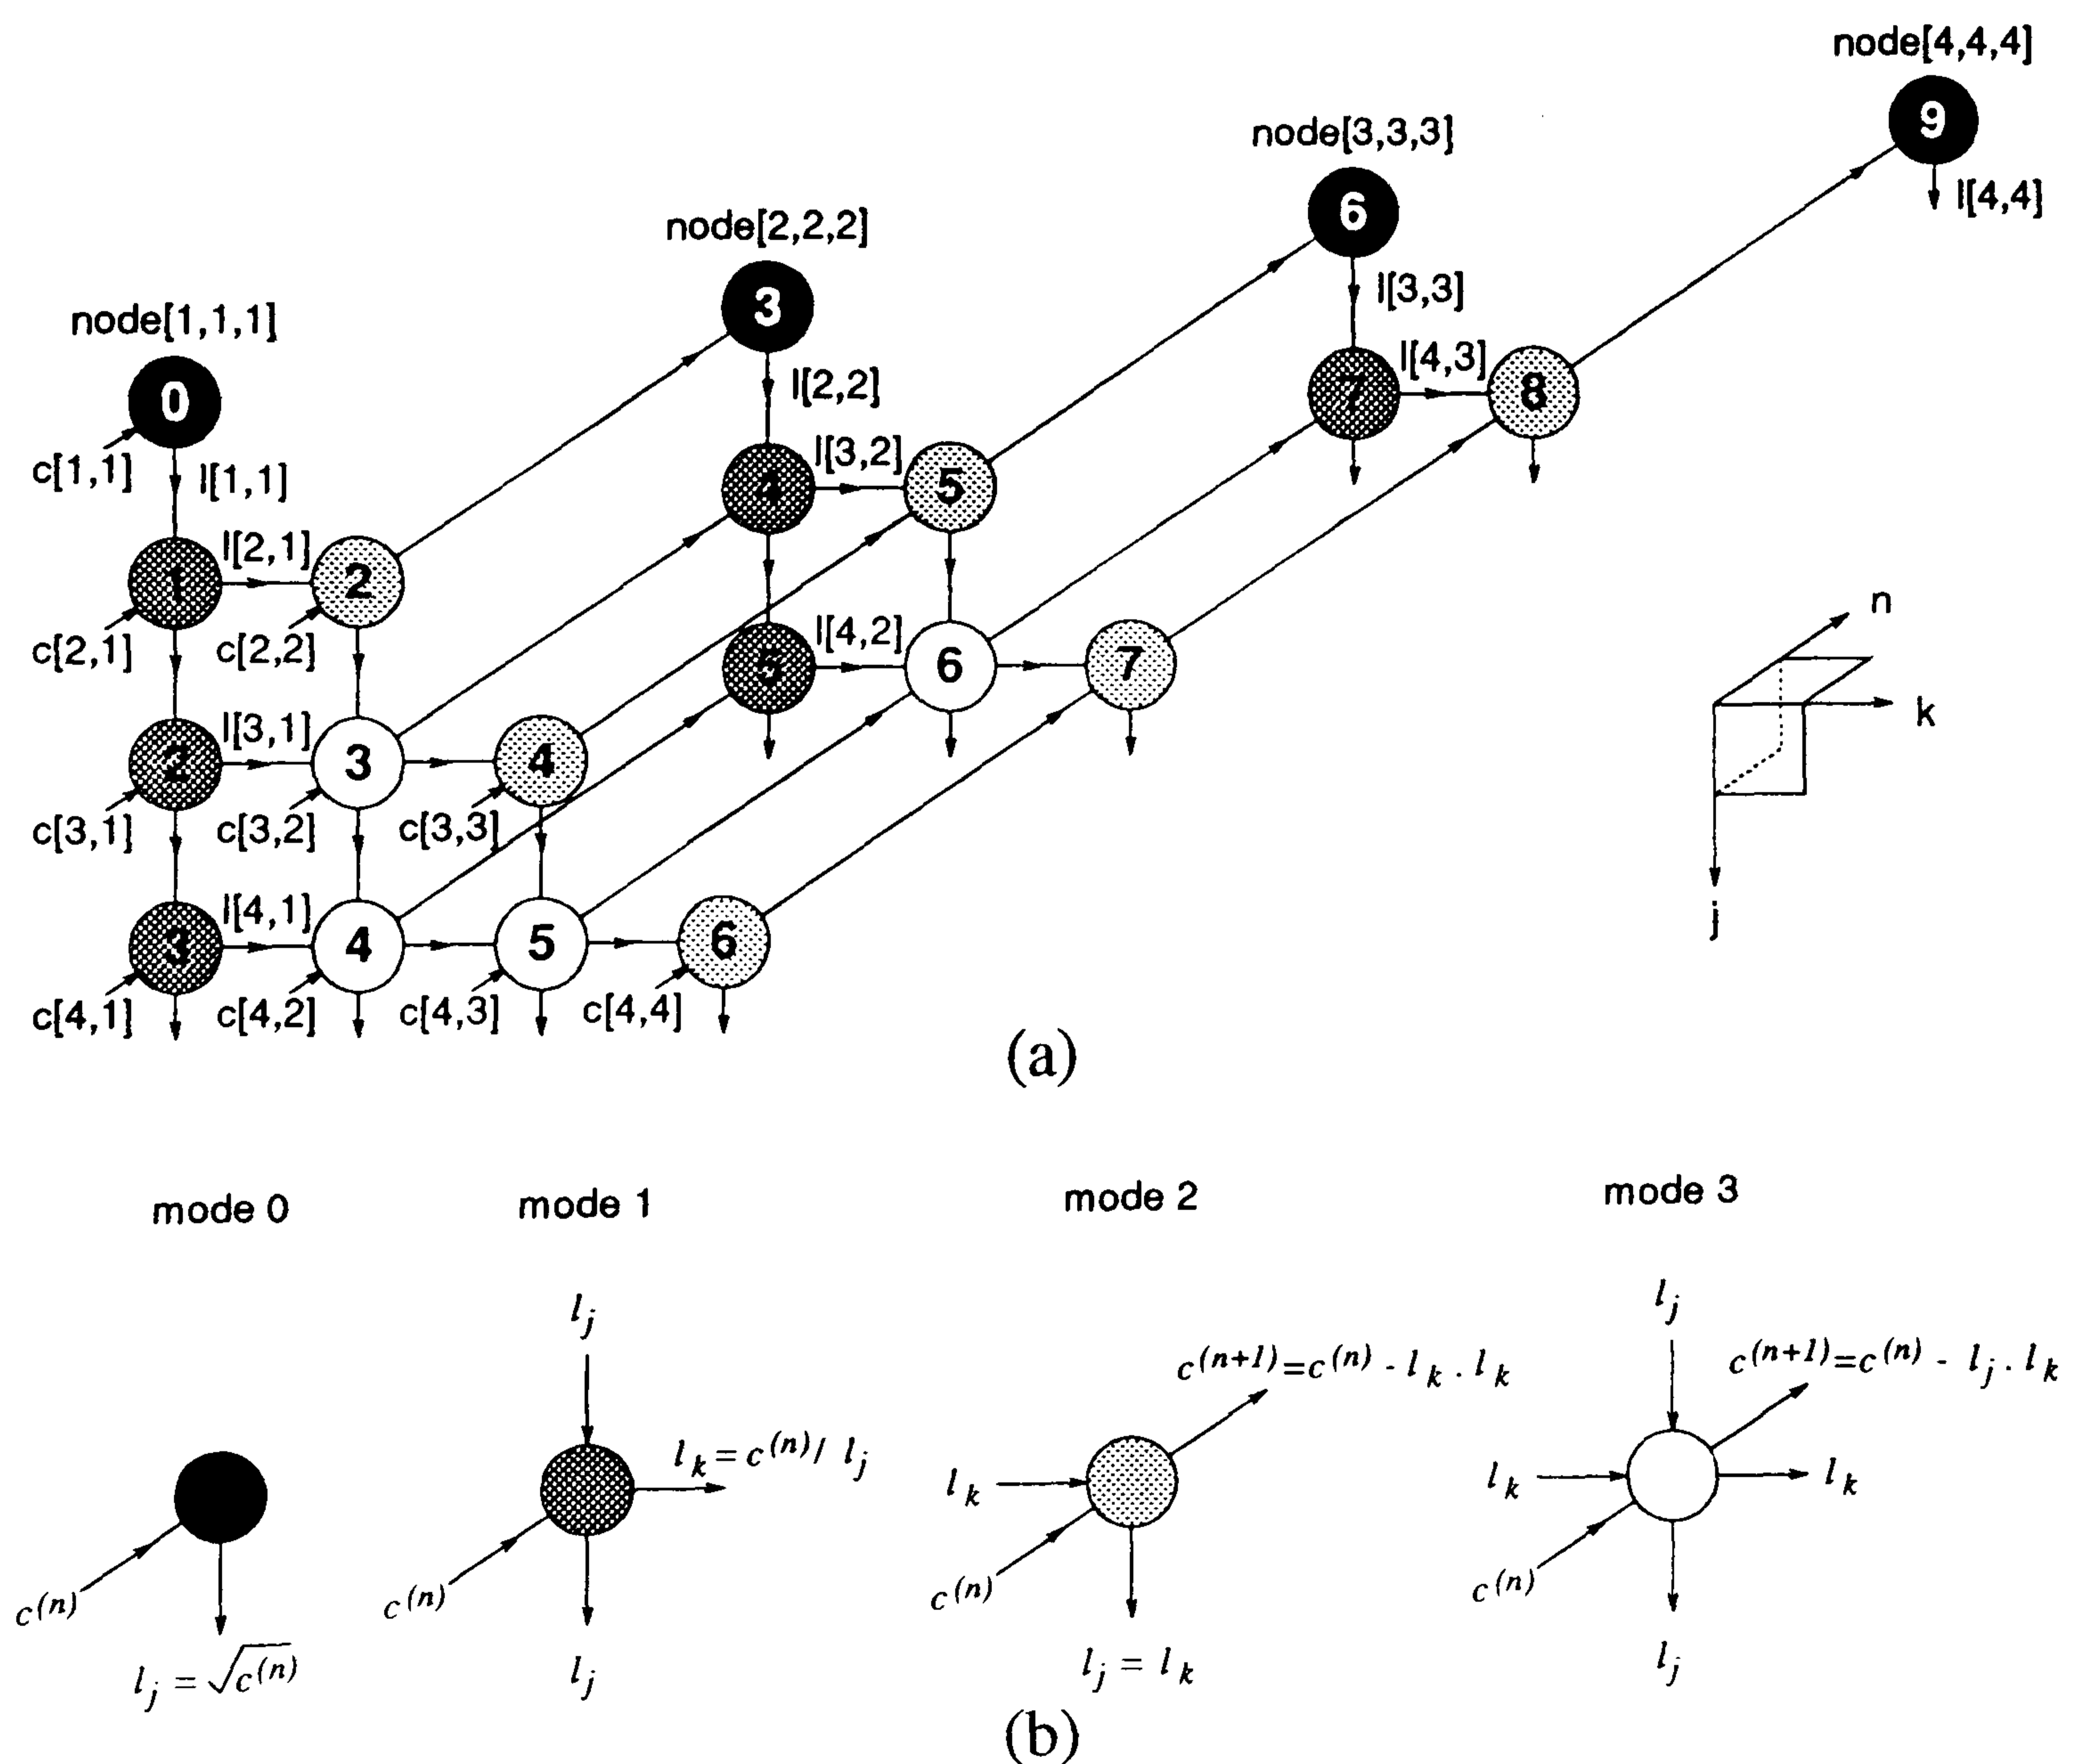 node[4,4,4]
9
l[4,4]
node[3,3,3]
6
l[3,3]
7 l[4,3] 8
node[2,2,2]
3
l[2,2]
4 l[3,2] 5
5 l[4,2] 6 7
node[1,1,1]
0
c[1,1] l[1,1]
1 l[2,1] 2
c[2,1] c[2,2]
2 l[3,1] 3 4
c[3,1] c[3,2] c[3,3]
3 l[4,1] 4 5 6
c[4,1] c[4,2] c[4,3] c[4,4]
n
k
j
(a)
mode 0 mode 1 mode 2 mode 3
c^(n)
l_j = √c^(n)
l_j
l_k = c^(n) / l_j
c^(n)
l_j
c^(n+1)=c^(n) - l_k . l_k
l_k
c^(n)
l_j = l_k
l_j
c^(n+1)=c^(n) - l_j . l_k
l_k l_k
c^(n)
l_j
(b)